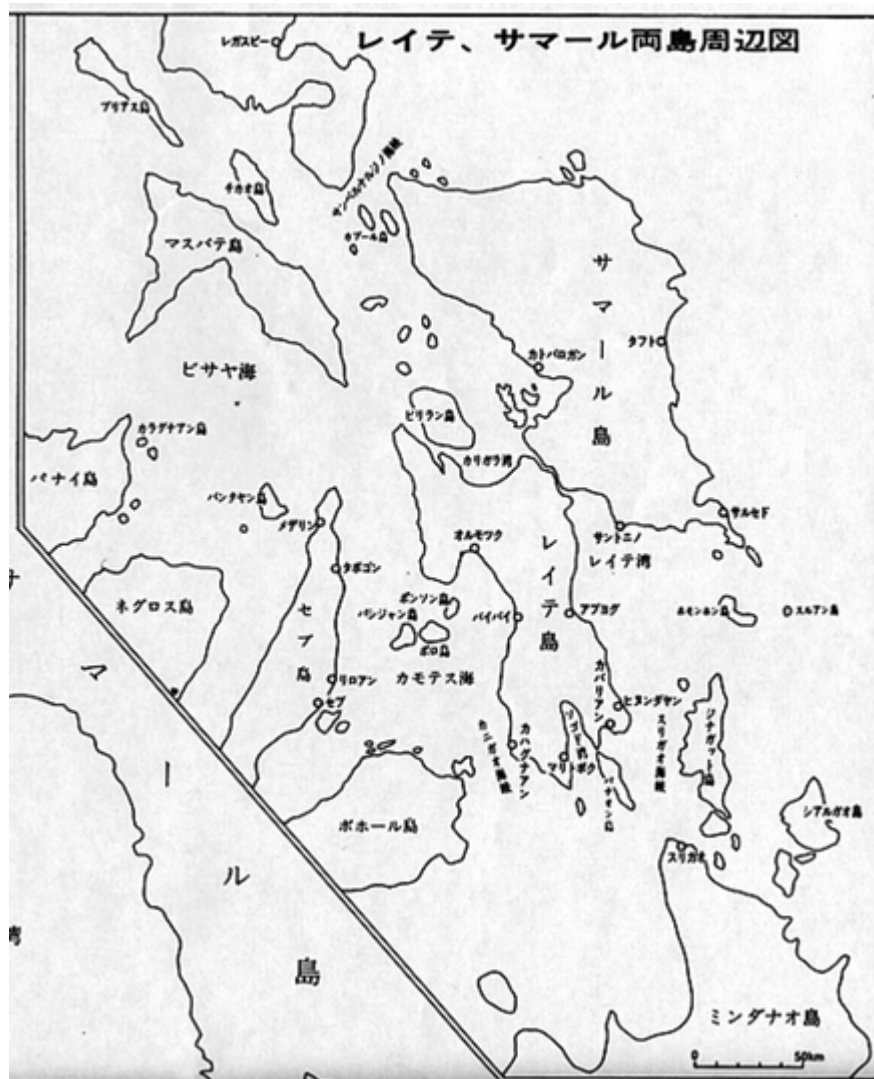 レイテ、サマール両島周辺図
レガスピー
ブリアス島
チカオ島
サンベルナルジノ海峡
カプール島
マスバテ島
サマール島
タフト
カトバロガン
ビサヤ海
ビリラン島
カリガラ湾
カラグナアン島
パナイ島
バンタヤン島
メデリン
サルセド
サントニノ
レイテ湾
オルモツク
レイテ島
タボゴン
ネグロス島
セブ島
ポンソン島
パシジャン島
ポロ島
バイバイ
アブヨグ
ホモンホン島
スルアン島
カモテス海
リロアン
セブ
カバリアン
ヒヌンダヤン
スリガオ海峡
ジナガット島
カニガオ海峡
カハグナアン
ソゴド湾
マリトボク
パナオン島
シアルガオ島
ボホール島
スリガオ
ミンダナオ島
0
50km
サ
マール島
湾